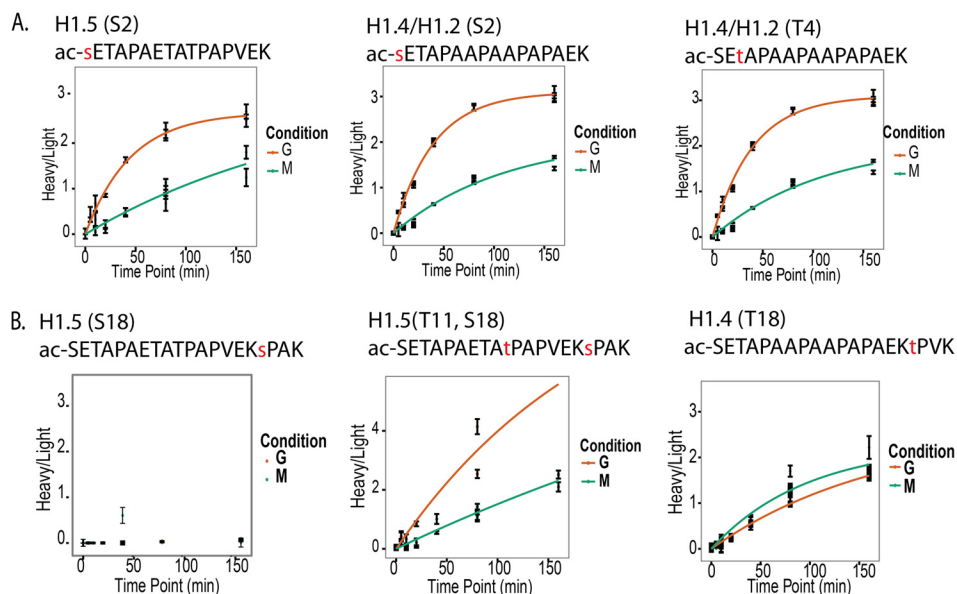 A.
H1.5 (S2)
ac-sETAPAETATPAPVEK
Heavy/Light
3
2
1
0
0
50
100
150
Time Point (min)
Condition
G
M
H1.4/H1.2 (S2)
ac-sETAPAAPAAPAPAEK
Heavy/Light
3
2
1
0
0
50
100
150
Time Point (min)
Condition
G
M
H1.4/H1.2 (T4)
ac-SEtAPAAPAAPAPAEK
Heavy/Light
3
2
1
0
0
50
100
150
Time Point (min)
Condition
G
M
B.
H1.5 (S18)
ac-SETAPAETATPAPVEKsPAK
Heavy/Light
3
2
1
0
0
50
100
150
Time Point (min)
Condition
G
M
H1.5(T11, S18)
ac-SETAPAETAtPAPVEKsPAK
Heavy/Light
4
2
0
0
50
100
150
Time Point (min)
Condition
G
M
H1.4 (T18)
ac-SETAPAAPAAPAPAEKtPVK
Heavy/Light
3
2
1
0
0
50
100
150
Time Point (min)
Condition
G
M